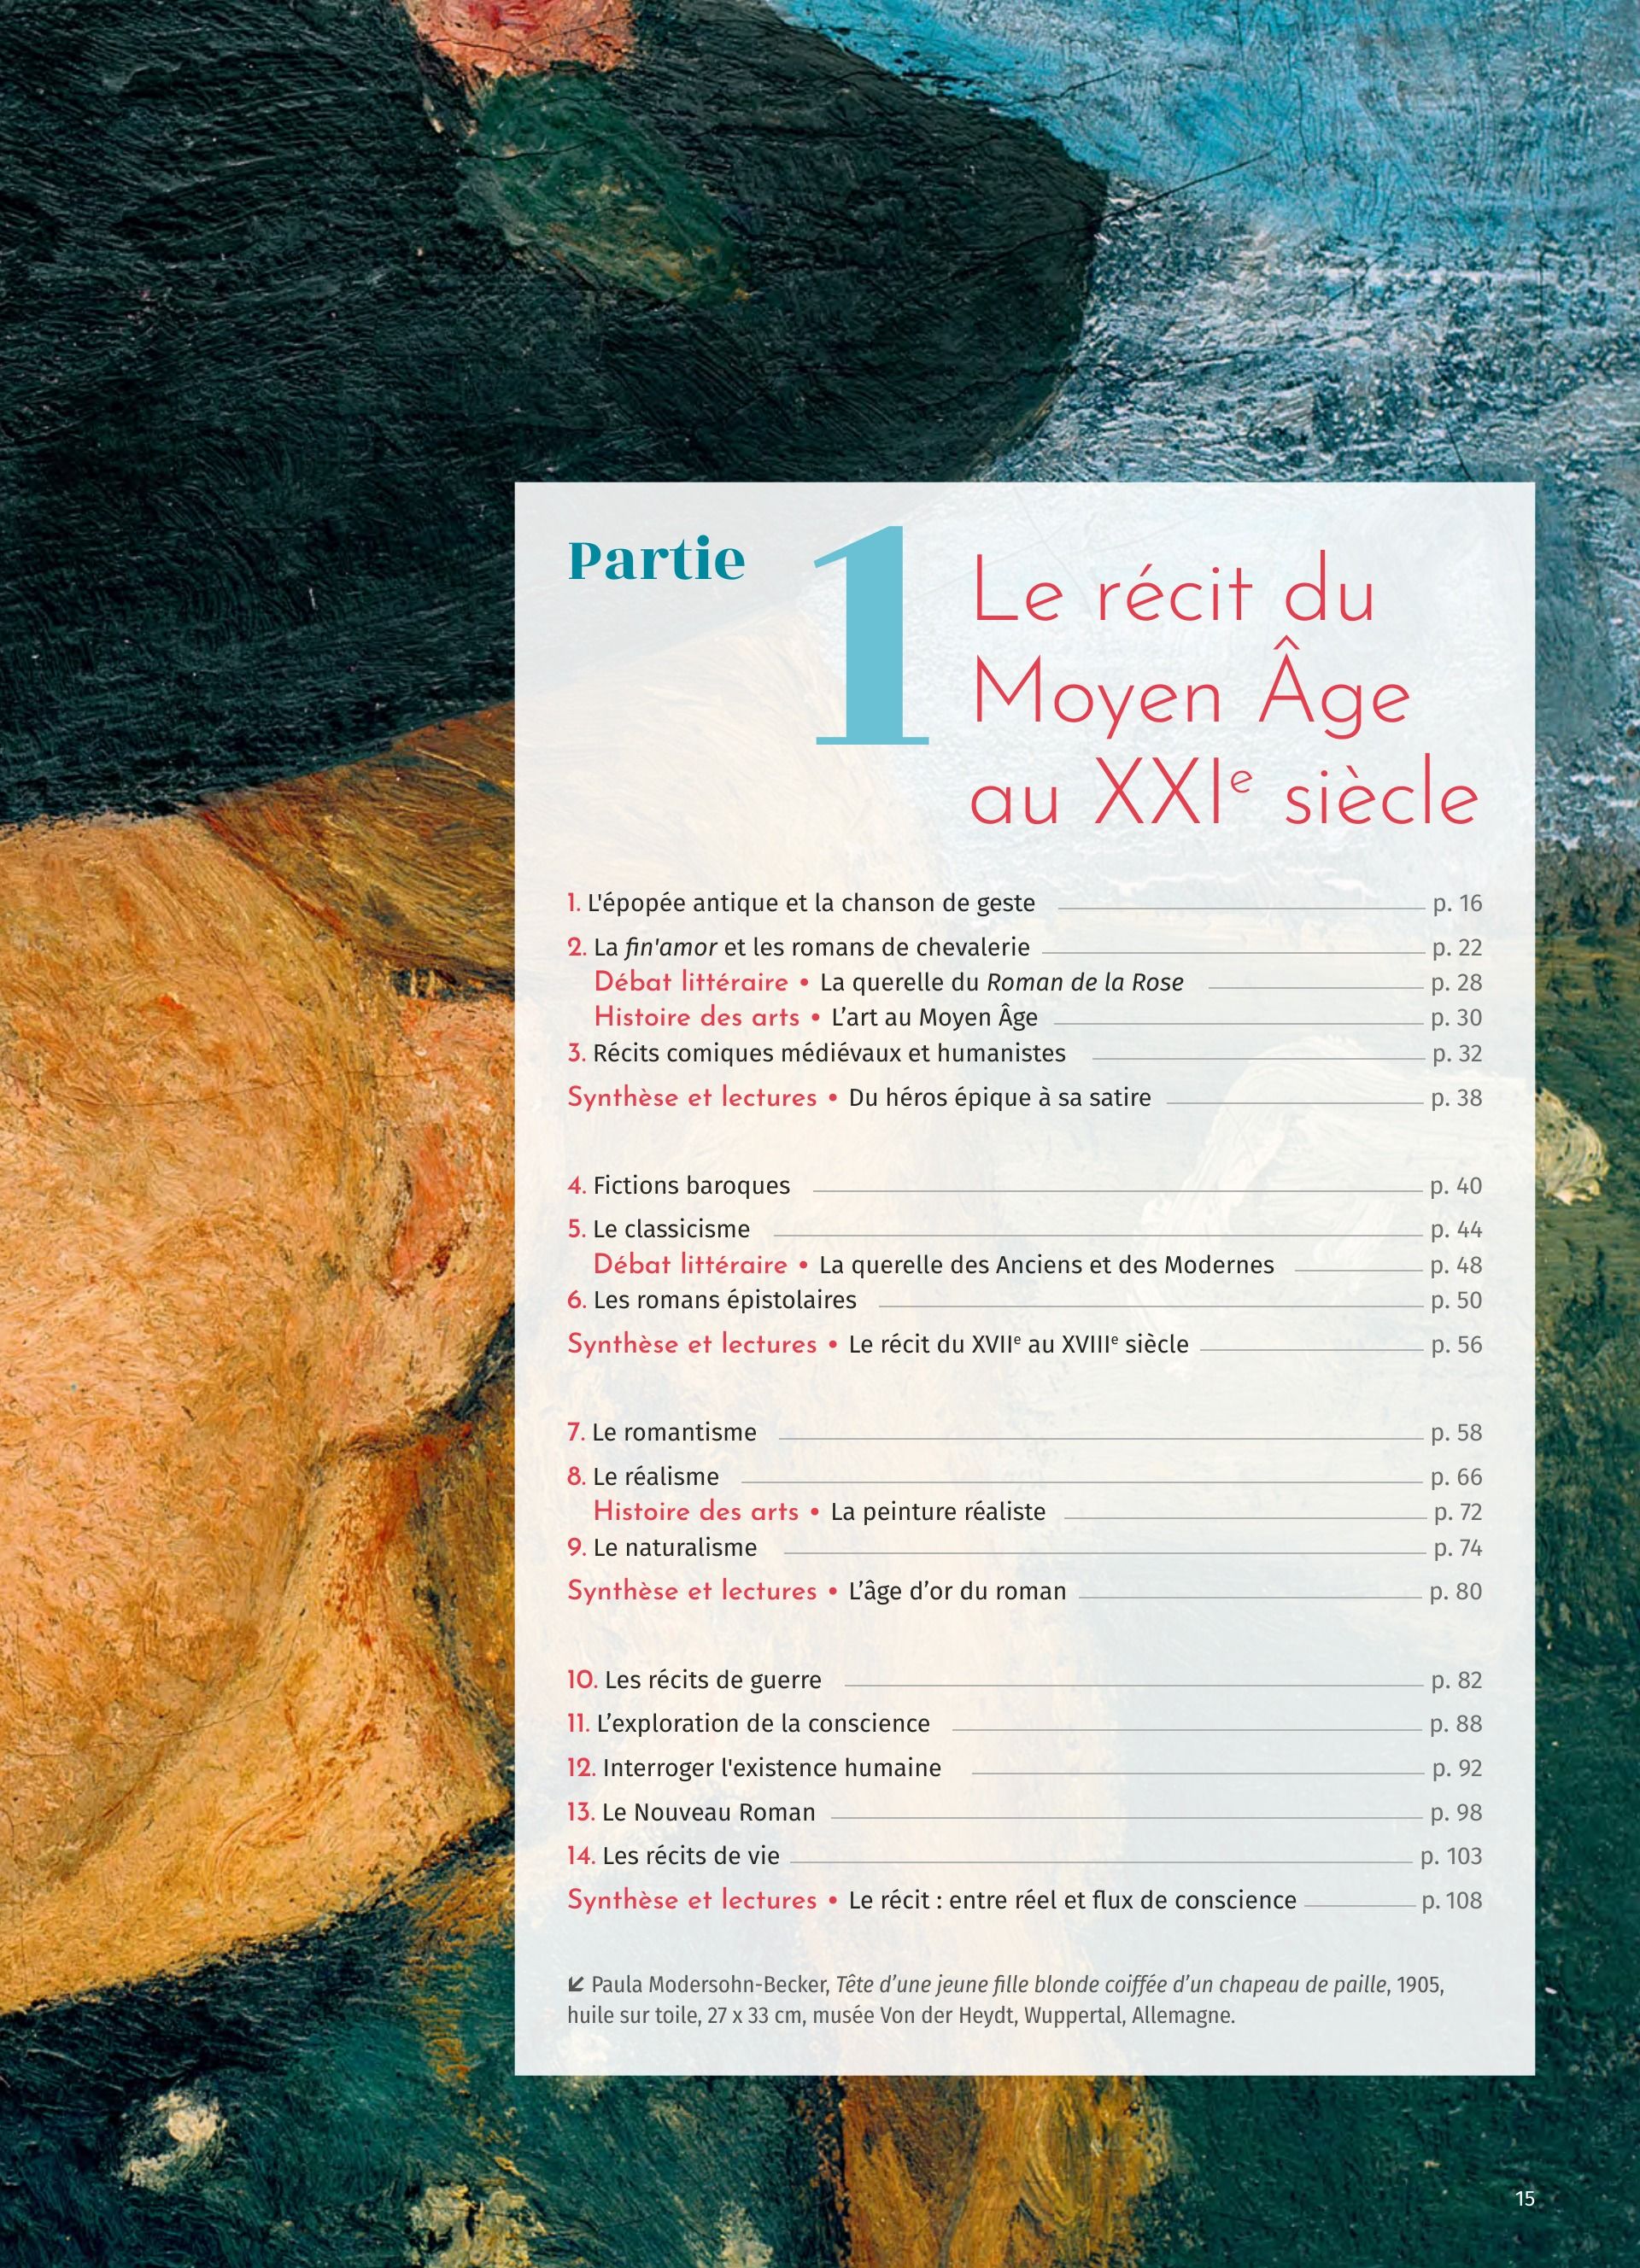 Partie 1
Le récit du
Moyen Âge
au XXIe siècle
1. L'épopée antique et la chanson de geste p. 16
2. La fin'amor et les romans de chevalerie p. 22
Débat littéraire • La querelle du Roman de la Rose p. 28
Histoire des arts • L’art au Moyen Âge p. 30
3. Récits comiques médiévaux et humanistes p. 32
Synthèse et lectures • Du héros épique à sa satire p. 38
4. Fictions baroques p. 40
5. Le classicisme p. 44
Débat littéraire • La querelle des Anciens et des Modernes p. 48
6. Les romans épistolaires p. 50
Synthèse et lectures • Le récit du XVIIe au XVIIIe siècle p. 56
7. Le romantisme p. 58
8. Le réalisme p. 66
Histoire des arts • La peinture réaliste p. 72
9. Le naturalisme p. 74
Synthèse et lectures • L’âge d’or du roman p. 80
10. Les récits de guerre p. 82
11. L’exploration de la conscience p. 88
12. Interroger l'existence humaine p. 92
13. Le Nouveau Roman p. 98
14. Les récits de vie p. 103
Synthèse et lectures • Le récit : entre réel et flux de conscience p. 108
↙ Paula Modersohn-Becker, Tête d’une jeune fille blonde coiffée d’un chapeau de paille, 1905,
huile sur toile, 27 x 33 cm, musée Von der Heydt, Wuppertal, Allemagne.
15